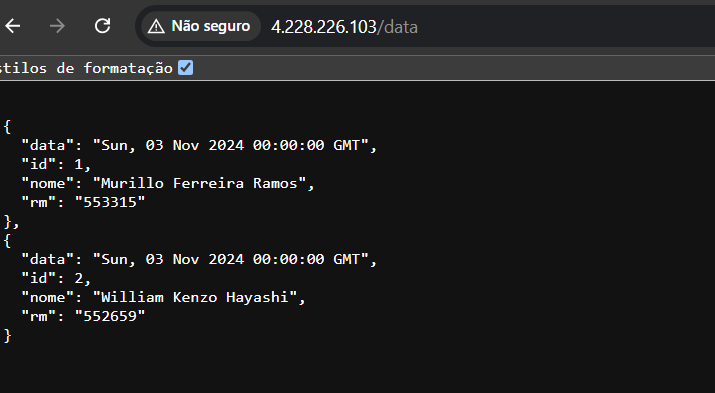 Não seguro 4.228.226.103/data
stilos de formatação
{
"data": "Sun, 03 Nov 2024 00:00:00 GMT",
"id": 1,
"nome": "Murillo Ferreira Ramos",
"rm": "553315"
},
{
"data": "Sun, 03 Nov 2024 00:00:00 GMT",
"id": 2,
"nome": "William Kenzo Hayashi",
"rm": "552659"
}